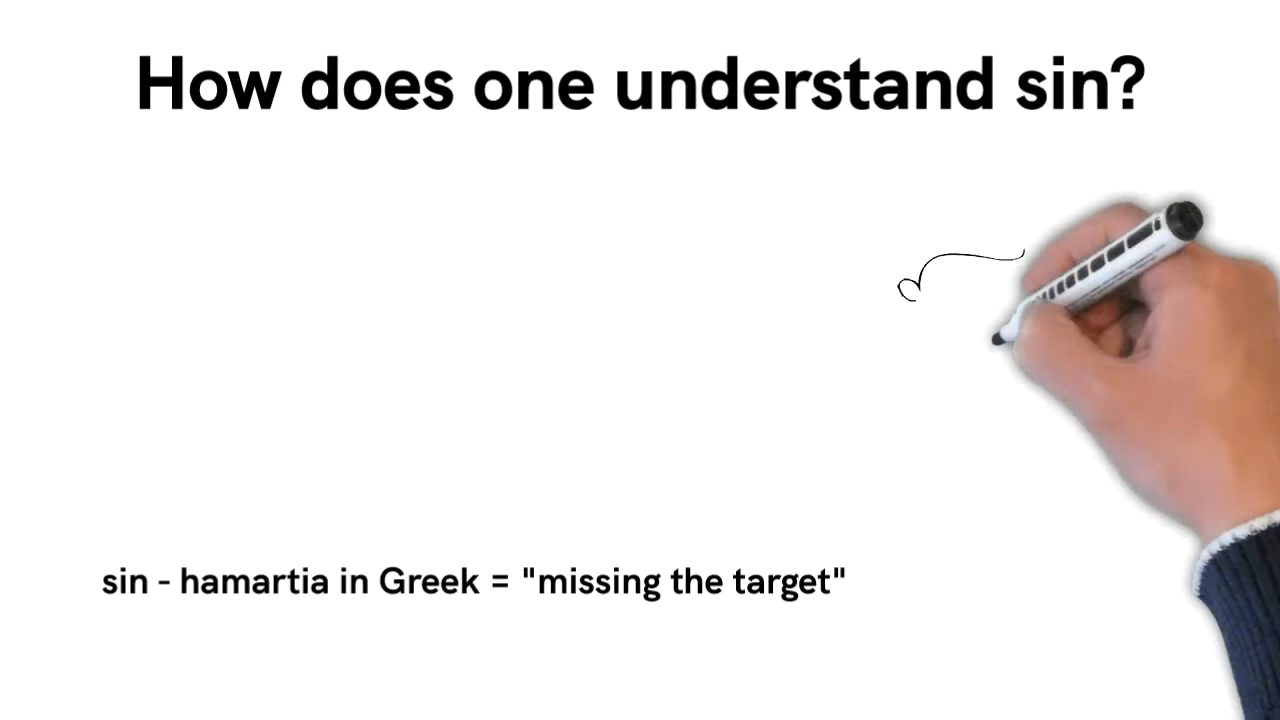 How does one understand sin?
sin - hamartia in Greek = "missing the target"